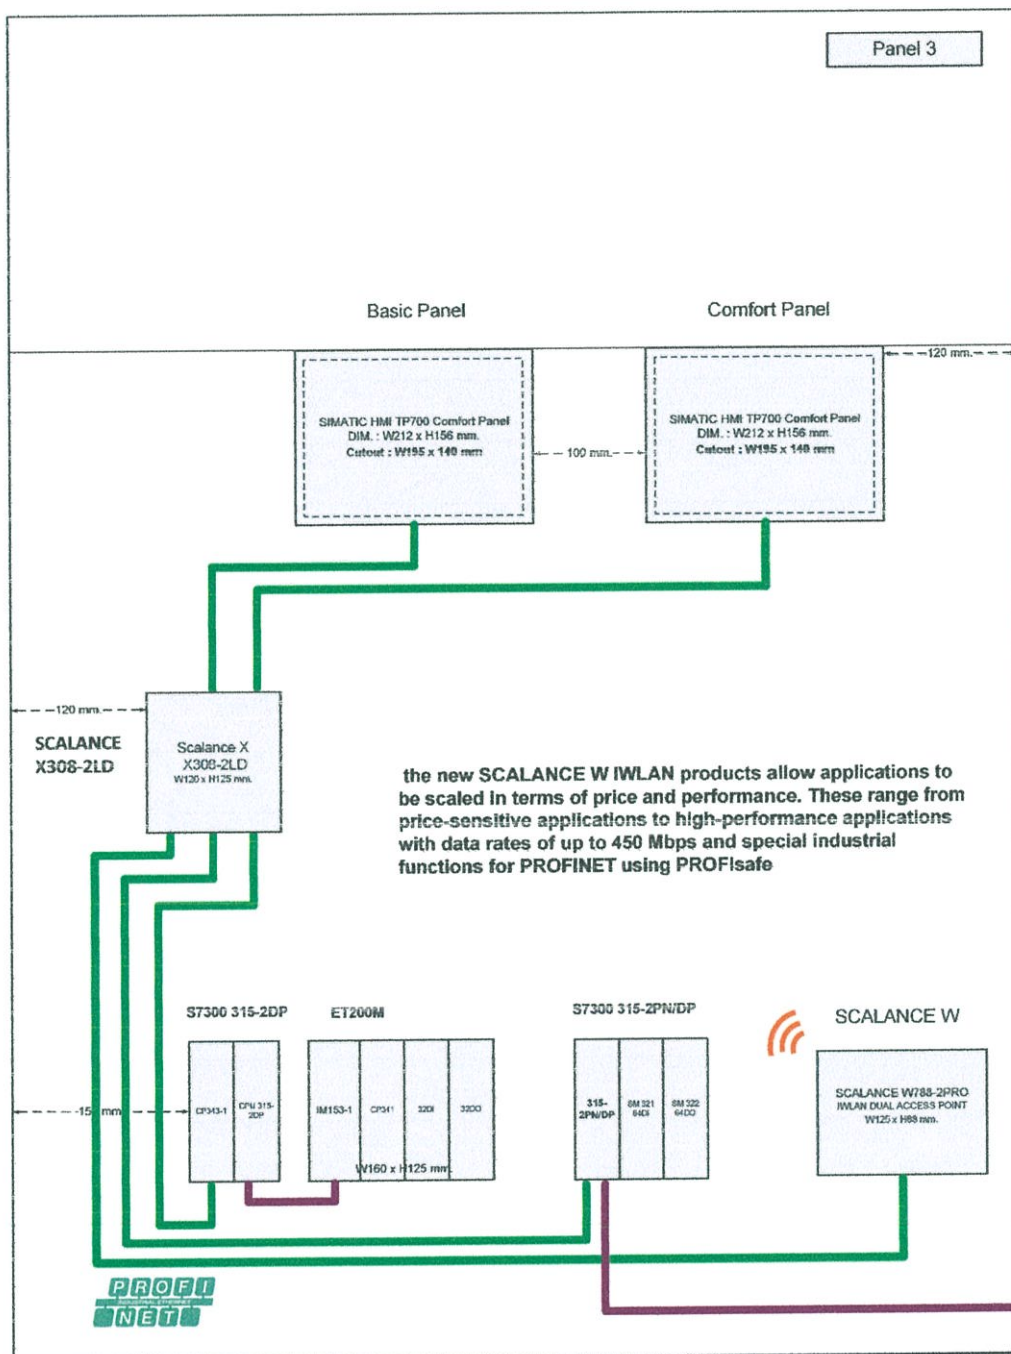 Panel 3
Basic Panel
Comfort Panel
120 mm.
SIMATIC HMI TP700 Comfort Panel
DIM. : W212 x H156 mm.
Cutout : W195 x 140 mm
100 mm.
SIMATIC HMI TP700 Comfort Panel
DIM. : W212 x H156 mm.
Cutout : W195 x 140 mm
120 mm.
SCALANCE
X308-2LD
Scalance X
X308-2LD
W120 x H125 mm.
the new SCALANCE W IWLAN products allow applications to
be scaled in terms of price and performance. These range from
price-sensitive applications to high-performance applications
with data rates of up to 450 Mbps and special industrial
functions for PROFINET using PROFIsafe
S7300 315-2DP
ET200M
S7300 315-2PN/DP
SCALANCE W
mm.
CP343-1
CPU 315-
2DP
IM153-1
CP341
32DI
32DO
W160 x H125 mm.
315-
2PN/DP
SM 321
64DI
SM 322
64DO
SCALANCE W788-2PRO
IWLAN DUAL ACCESS POINT
W125 x H88 mm.
PROFI
INDUSTRIAL ETHERNET
NET